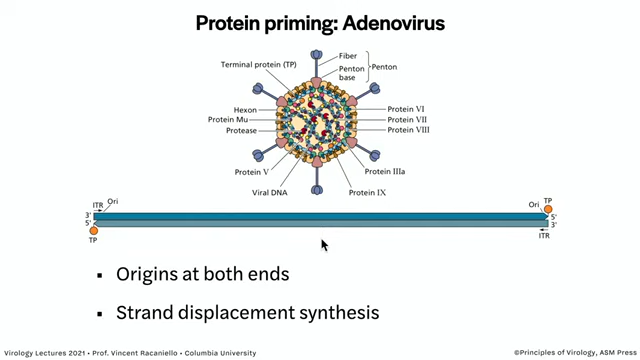 Protein priming: Adenovirus
Terminal protein (TP)
Fiber
Penton base
Penton
Hexon
Protein Mu
Protease
Protein VI
Protein VII
Protein VIII
Protein V
Protein IIIa
Viral DNA
Protein IX
ITR
Ori
3'
5'
TP
Ori
TP
5'
3'
ITR
▪ Origins at both ends
▪ Strand displacement synthesis
Virology Lectures 2021 • Prof. Vincent Racaniello • Columbia University
©Principles of Virology, ASM Press